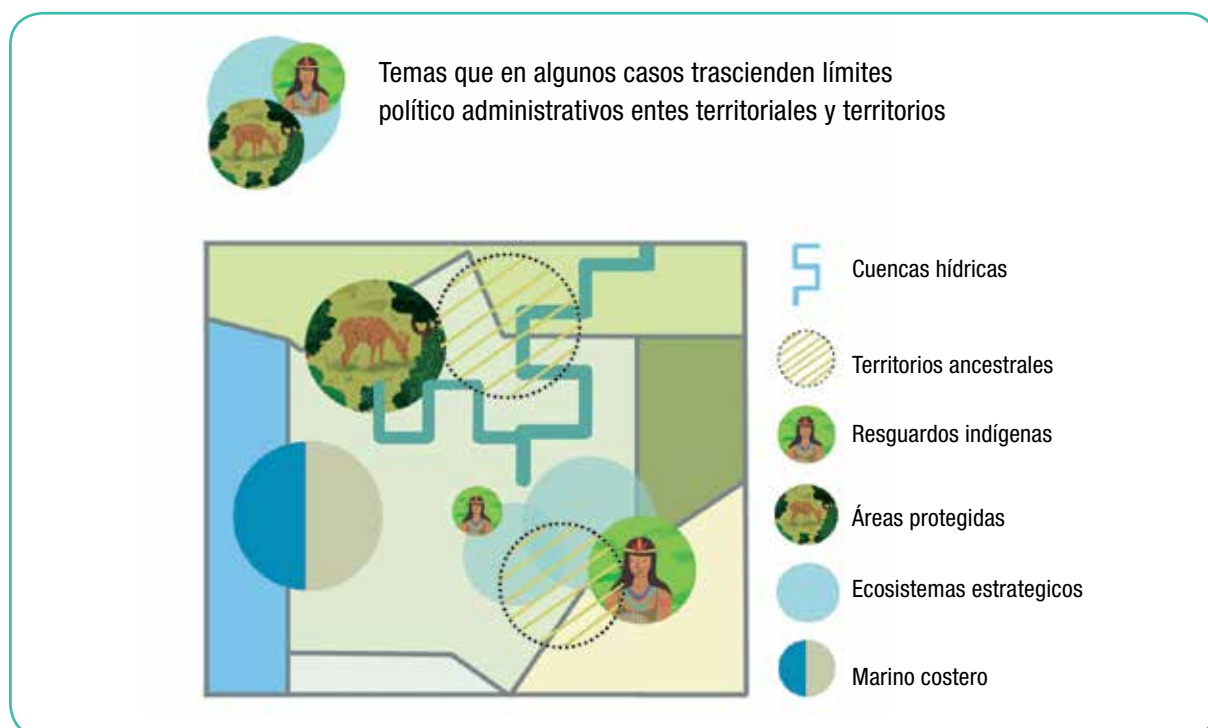 Temas que en algunos casos trascienden límites
político administrativos entes territoriales y territorios
Cuencas hídricas
Territorios ancestrales
Resguardos indígenas
Áreas protegidas
Ecosistemas estrategicos
Marino costero